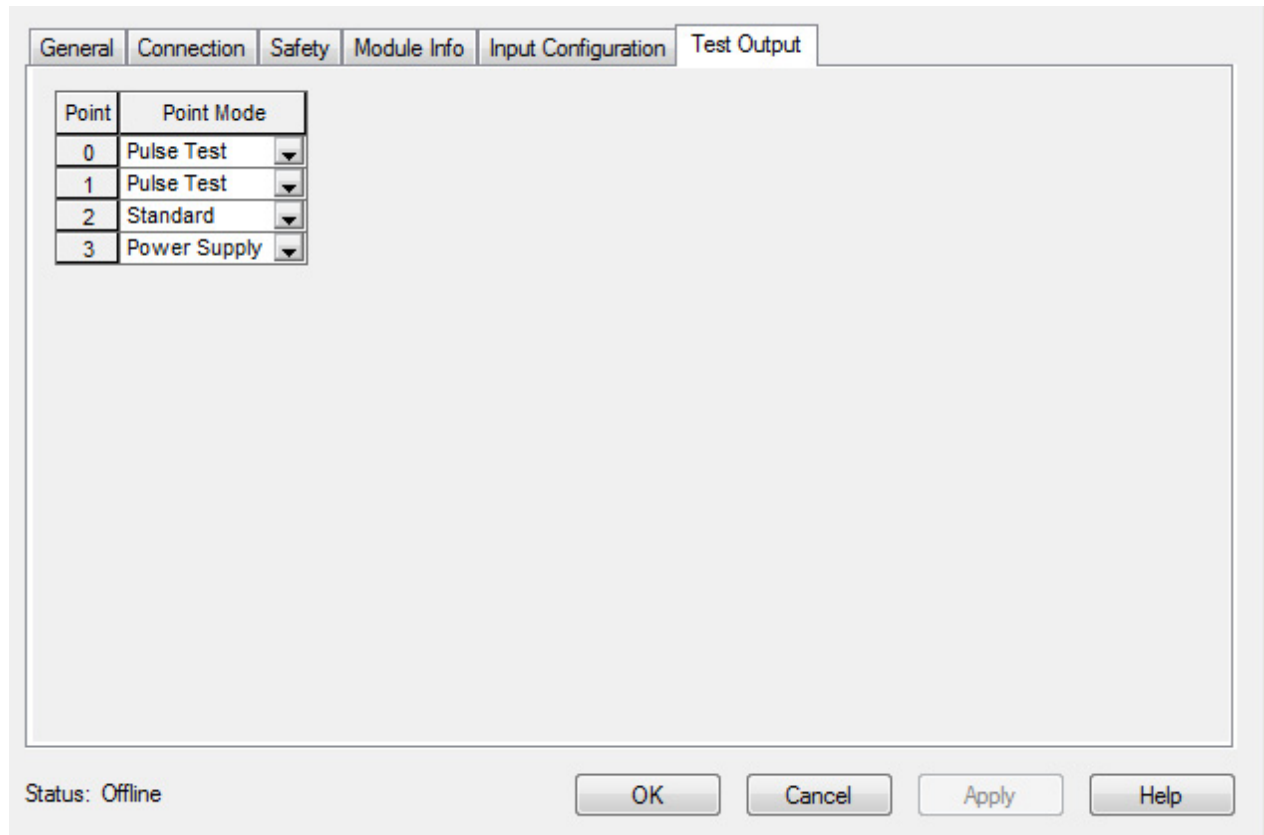 General Connection Safety Module Info Input Configuration Test Output
Point Point Mode
0 Pulse Test
1 Pulse Test
2 Standard
3 Power Supply
Status: Offline OK Cancel Apply Help